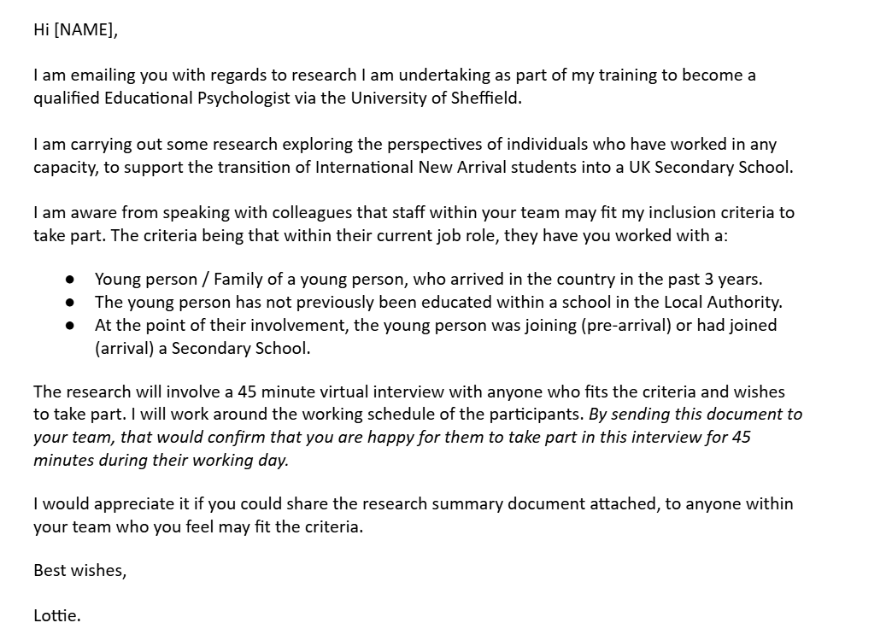 Hi [NAME],
I am emailing you with regards to research I am undertaking as part of my training to become a
qualified Educational Psychologist via the University of Sheffield.
I am carrying out some research exploring the perspectives of individuals who have worked in any
capacity, to support the transition of International New Arrival students into a UK Secondary School.
I am aware from speaking with colleagues that staff within your team may fit my inclusion criteria to
take part. The criteria being that within their current job role, they have you worked with a:
● Young person / Family of a young person, who arrived in the country in the past 3 years.
● The young person has not previously been educated within a school in the Local Authority.
● At the point of their involvement, the young person was joining (pre-arrival) or had joined
(arrival) a Secondary School.
The research will involve a 45 minute virtual interview with anyone who fits the criteria and wishes
to take part. I will work around the working schedule of the participants. By sending this document to
your team, that would confirm that you are happy for them to take part in this interview for 45
minutes during their working day.
I would appreciate it if you could share the research summary document attached, to anyone within
your team who you feel may fit the criteria.
Best wishes,
Lottie.